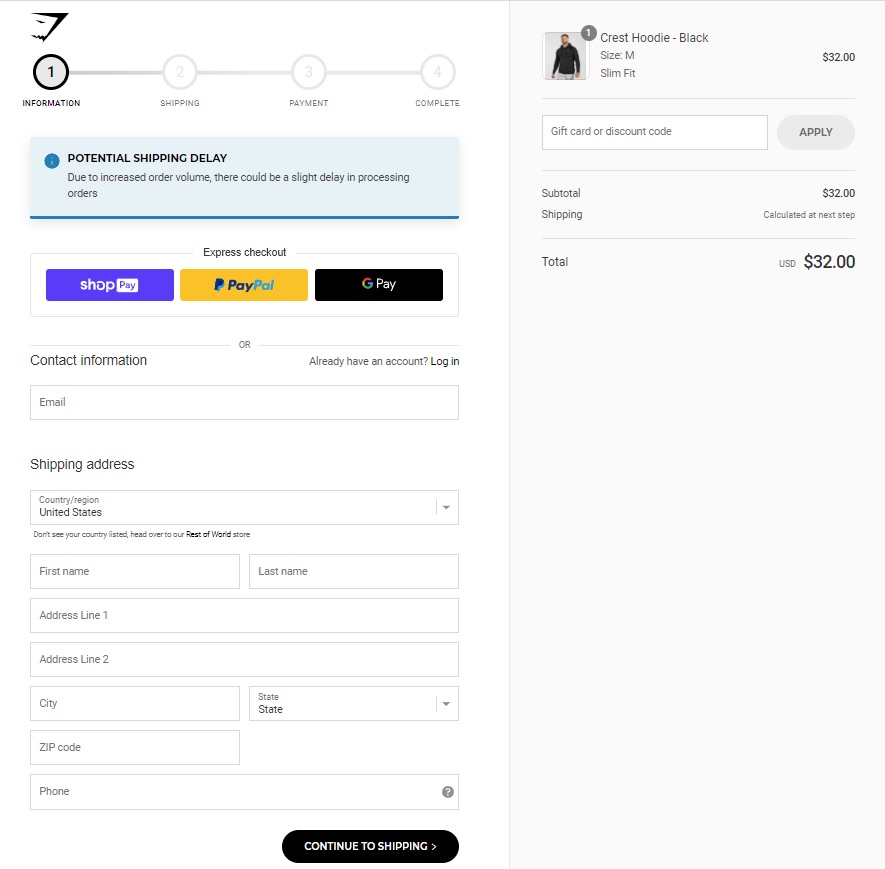 1
2
3
4
INFORMATION
SHIPPING
PAYMENT
COMPLETE
POTENTIAL SHIPPING DELAY
Due to increased order volume, there could be a slight delay in processing
orders
Express checkout
shop Pay
PayPal
G Pay
OR
Contact information
Already have an account? Log in
Email
Shipping address
Country/region
United States
Don't see your country listed, head over to our Rest of World store
First name
Last name
Address Line 1
Address Line 2
City
State
State
ZIP code
Phone
?
CONTINUE TO SHIPPING >
1
Crest Hoodie - Black
Size: M
Slim Fit
$32.00
Gift card or discount code
APPLY
Subtotal
$32.00
Shipping
Calculated at next step
Total
USD $32.00